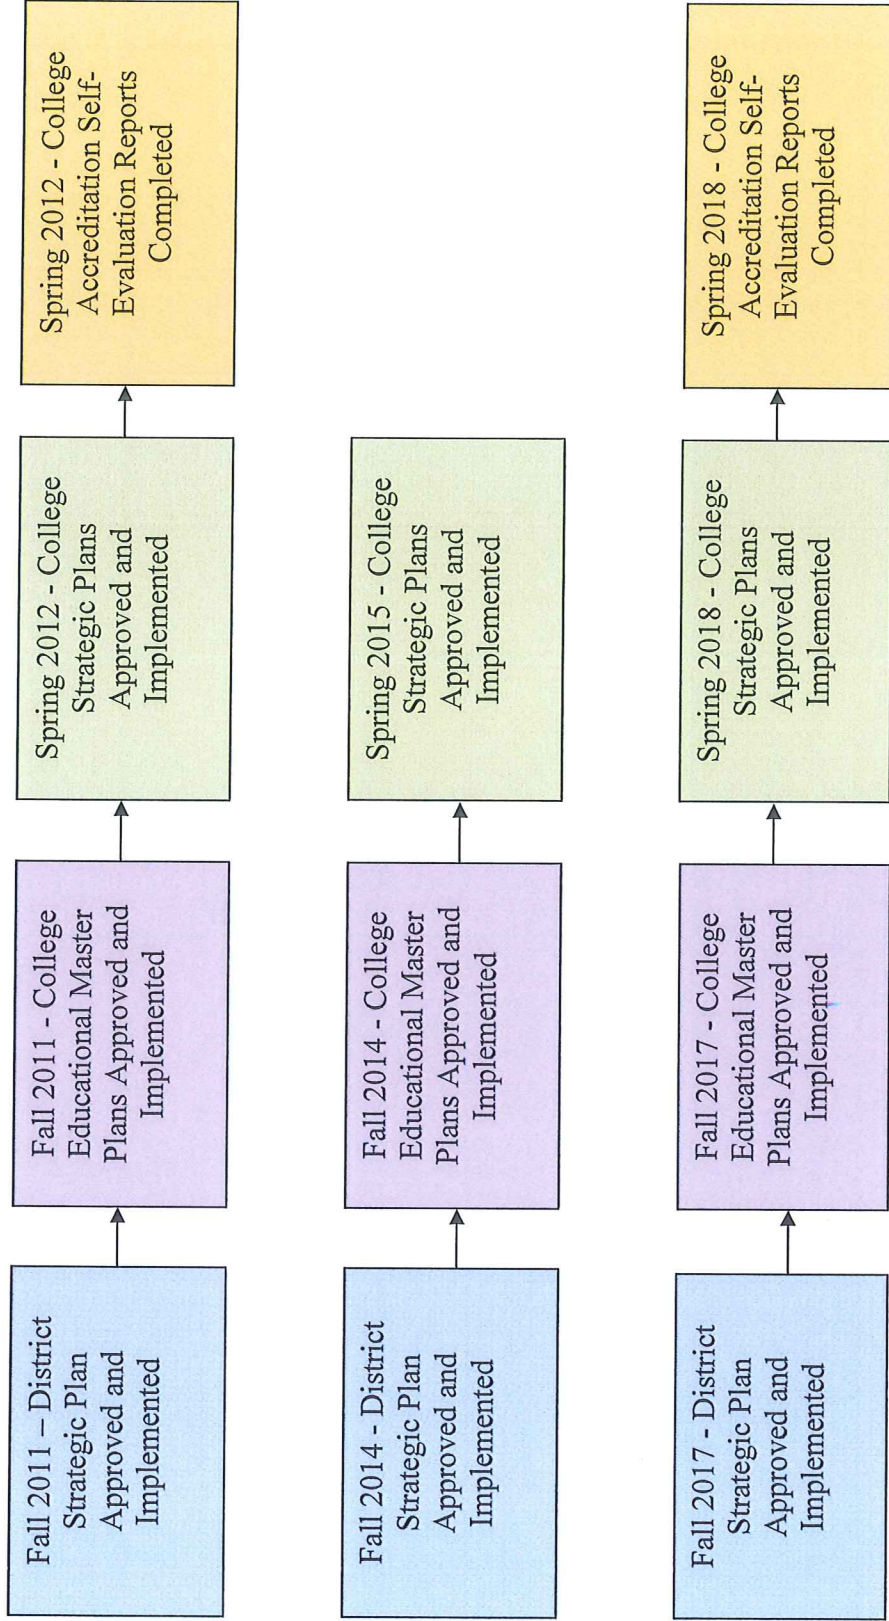 Fall 2011 – District
Strategic Plan
Approved and
Implemented
Fall 2011 - College
Educational Master
Plans Approved and
Implemented
Spring 2012 - College
Strategic Plans
Approved and
Implemented
Spring 2012 - College
Accreditation Self-
Evaluation Reports
Completed
Fall 2014 - District
Strategic Plan
Approved and
Implemented
Fall 2014 - College
Educational Master
Plans Approved and
Implemented
Spring 2015 - College
Strategic Plans
Approved and
Implemented
Fall 2017 - District
Strategic Plan
Approved and
Implemented
Fall 2017 - College
Educational Master
Plans Approved and
Implemented
Spring 2018 - College
Strategic Plans
Approved and
Implemented
Spring 2018 - College
Accreditation Self-
Evaluation Reports
Completed